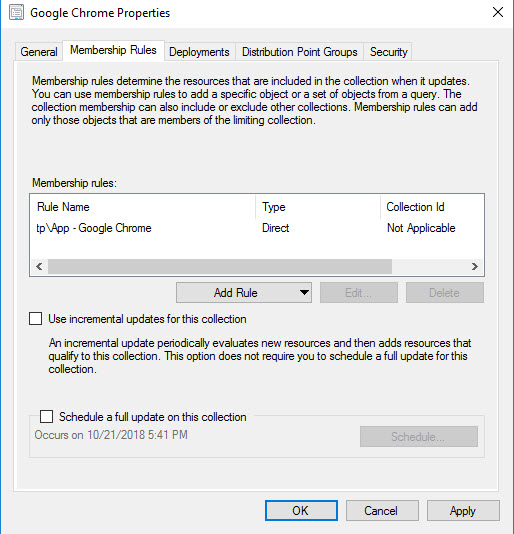 Google Chrome Properties
General
Membership Rules
Deployments
Distribution Point Groups
Security
Membership rules determine the resources that are included in the collection when it updates.
You can use membership rules to add a specific object or a set of objects from a query. The
collection membership can also include or exclude other collections. Membership rules can add
only those objects that are members of the limiting collection.
Membership rules:
Rule Name Type Collection Id
tp\App - Google Chrome Direct Not Applicable
Add Rule
Edit...
Delete
Use incremental updates for this collection
An incremental update periodically evaluates new resources and then adds resources that
qualify to this collection. This option does not require you to schedule a full update for this
collection.
Schedule a full update on this collection
Occurs on 10/21/2018 5:41 PM
Schedule...
OK
Cancel
Apply